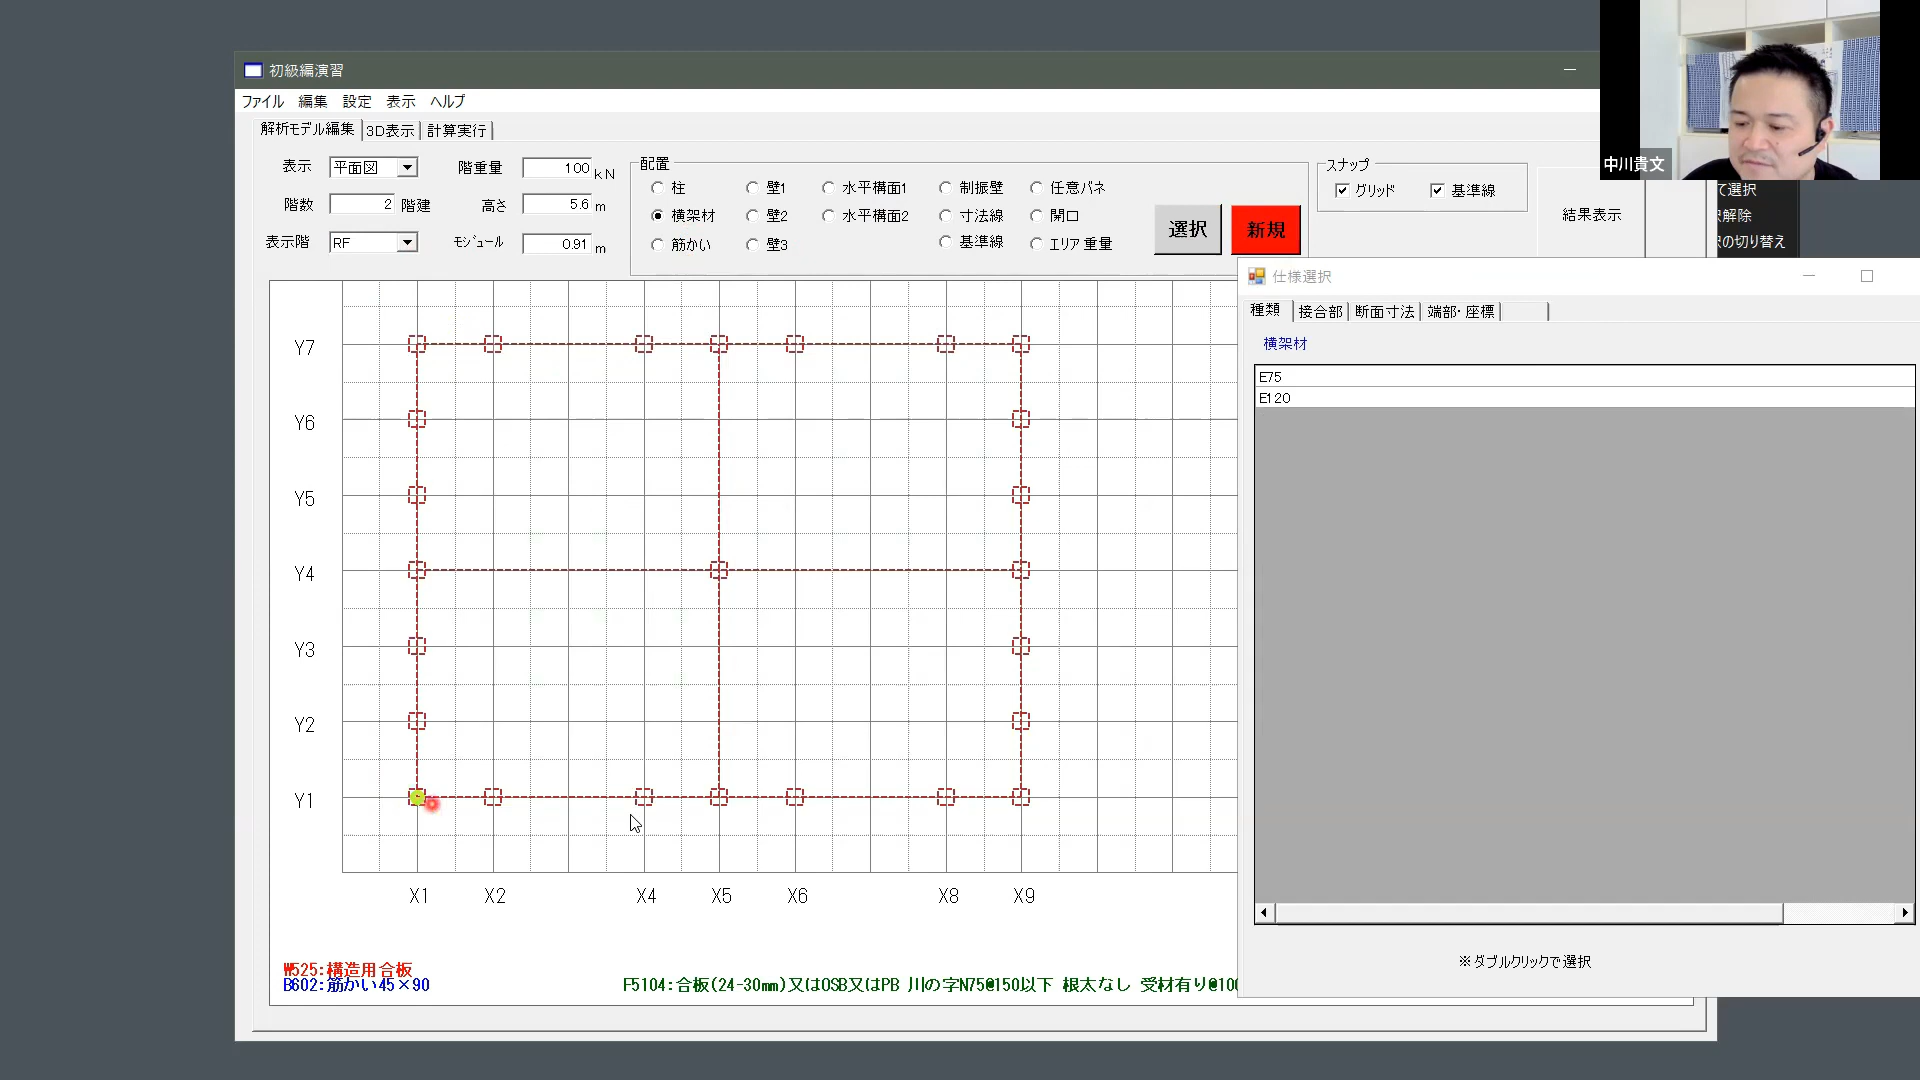 初級編演習
ファイル 編集 設定 表示 ヘルプ
解析モデル編集 3D表示 計算実行
表示 平面図 階重量 100 kN
階数 2 階建 高さ 5.6 m
表示階 RF モジュール 0.91 m
配置
柱 壁1 水平構面1 制振壁 任意バネ
横架材 壁2 水平構面2 寸法線 開口
筋かい 壁3 基準線 エリア重量
選択 新規
スナップ
グリッド 基準線
結果表示
中川貴文
て選択
解除
の切り替え
仕様選択
種類 接合部 断面寸法 端部・座標
横架材
E75
E120
※ダブルクリックで選択
Y7
Y6
Y5
Y4
Y3
Y2
Y1
X1 X2 X4 X5 X6 X8 X9
W525:構造用合板
B602:筋かい45×90
F5104:合板(24-30mm)又はOSB又はPB 川の字N75@150以下 根太なし 受材有り@100